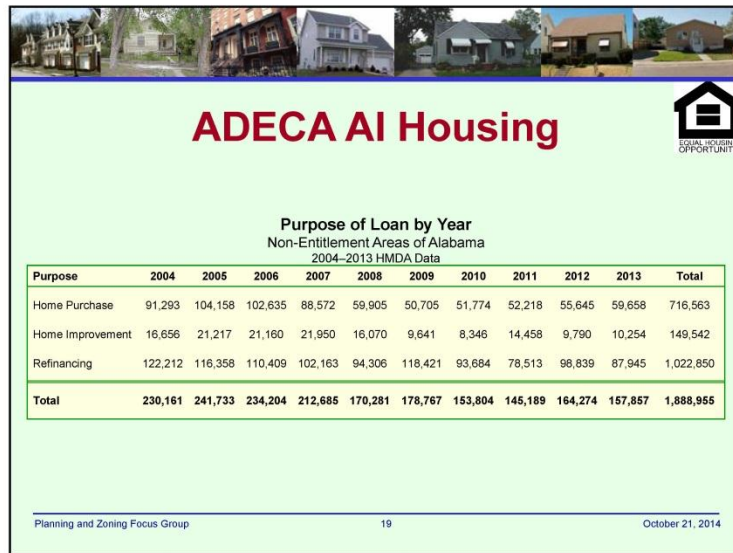 ADECA AI Housing
EQUAL HOUSING
OPPORTUNIT
Purpose of Loan by Year
Non-Entitlement Areas of Alabama
2004–2013 HMDA Data
Purpose 2004 2005 2006 2007 2008 2009 2010 2011 2012 2013 Total
Home Purchase 91,293 104,158 102,635 88,572 59,905 50,705 51,774 52,218 55,645 59,658 716,563
Home Improvement 16,656 21,217 21,160 21,950 16,070 9,641 8,346 14,458 9,790 10,254 149,542
Refinancing 122,212 116,358 110,409 102,163 94,306 118,421 93,684 78,513 98,839 87,945 1,022,850
Total 230,161 241,733 234,204 212,685 170,281 178,767 153,804 145,189 164,274 157,857 1,888,955
Planning and Zoning Focus Group 19 October 21, 2014